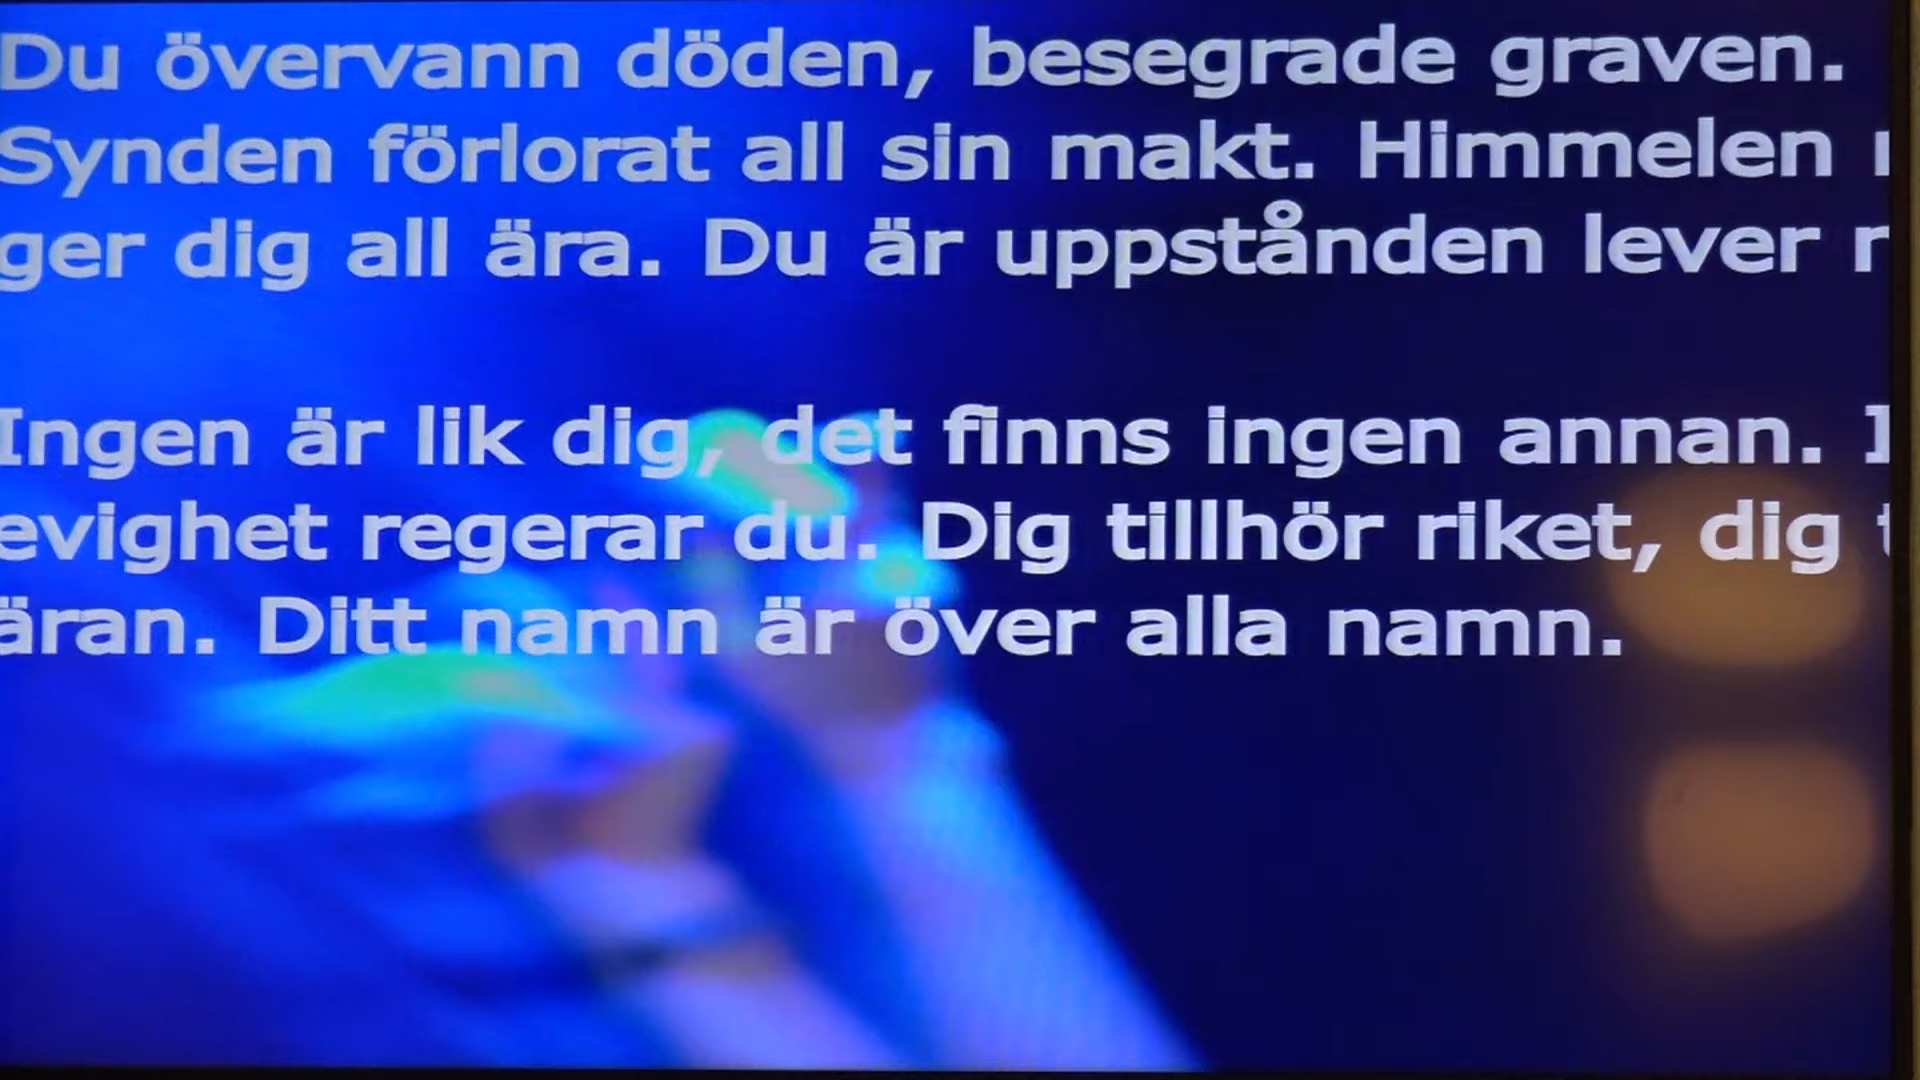 Du övervann döden, besegrade graven.
Synden förlorat all sin makt. Himmelen
ger dig all ära. Du är uppstånden lever
Ingen är lik dig, det finns ingen annan. I
evighet regerar du. Dig tillhör riket, dig
äran. Ditt namn är över alla namn.